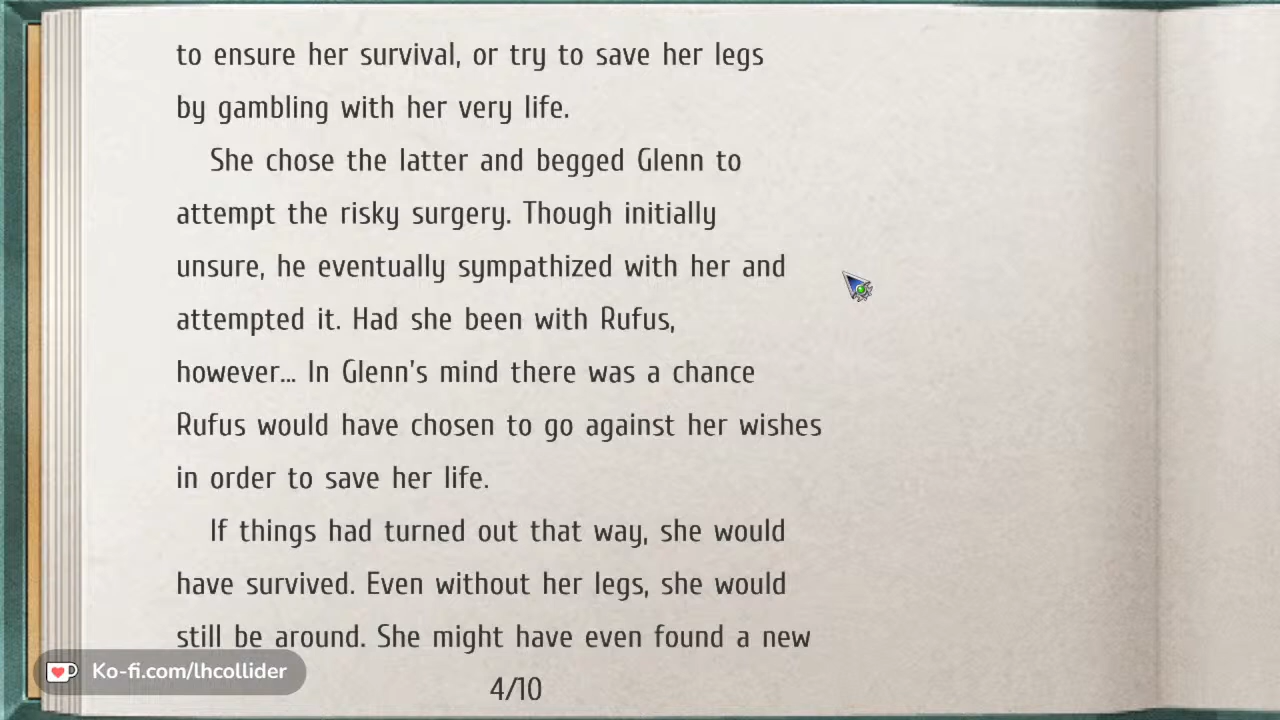 to ensure her survival, or try to save her legs
by gambling with her very life.
She chose the latter and begged Glenn to
attempt the risky surgery. Though initially
unsure, he eventually sympathized with her and
attempted it. Had she been with Rufus,
however... In Glenn's mind there was a chance
Rufus would have chosen to go against her wishes
in order to save her life.
If things had turned out that way, she would
have survived. Even without her legs, she would
still be around. She might have even found a new
Ko-fi.com/lhcollider
4/10